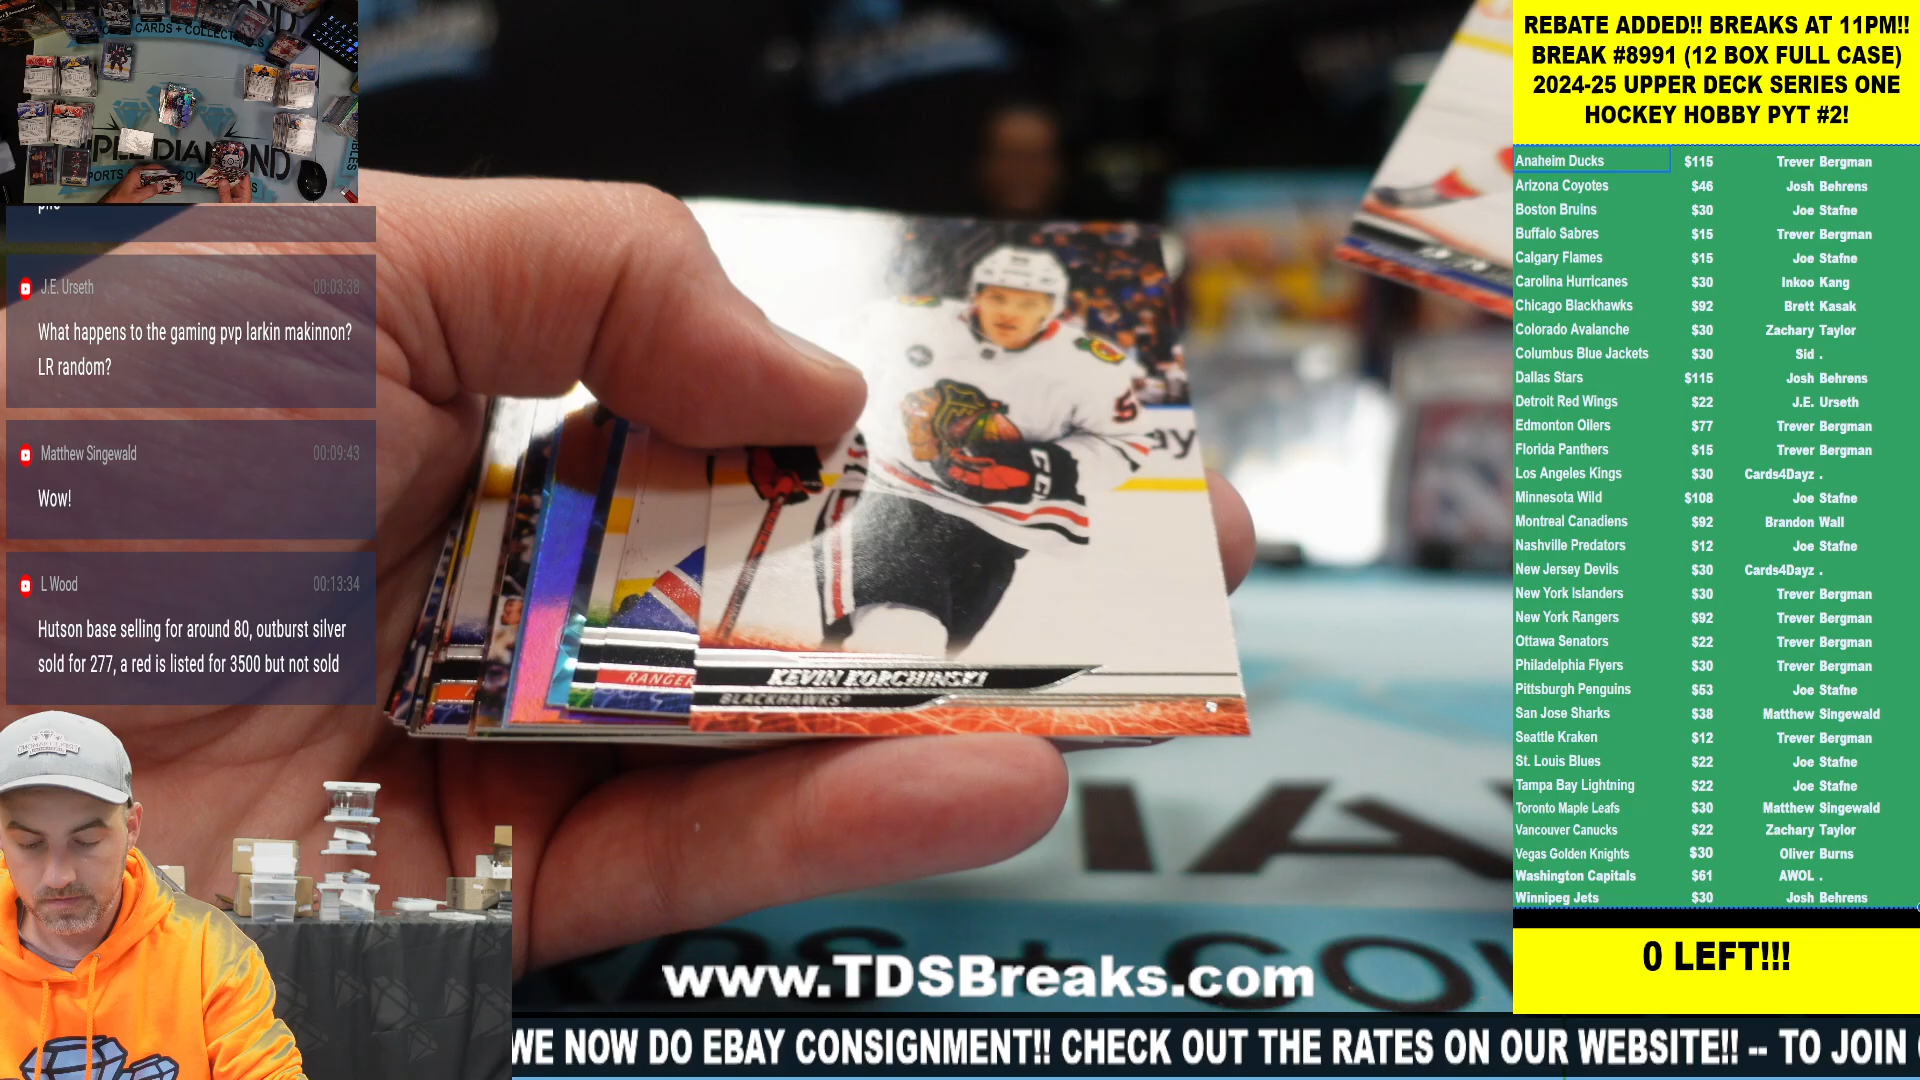 CARDS + COLLEC
PLE DIAMOND
PORTS
J.E. Urseth 00:03:38
What happens to the gaming pvp larkin makinnon?
LR random?
Matthew Singewald 00:09:43
Wow!
L Wood 00:13:34
Hutson base selling for around 80, outburst silver
sold for 277, a red is listed for 3500 but not sold
RANGER
KEVIN KORCHINSKI
BLACKHAWKS
5
CCM
ay
REBATE ADDED!! BREAKS AT 11PM!!
BREAK #8991 (12 BOX FULL CASE)
2024-25 UPPER DECK SERIES ONE
HOCKEY HOBBY PYT #2!
Anaheim Ducks $115 Trever Bergman
Arizona Coyotes $46 Josh Behrens
Boston Bruins $30 Joe Stafne
Buffalo Sabres $15 Trever Bergman
Calgary Flames $15 Joe Stafne
Carolina Hurricanes $30 Inkoo Kang
Chicago Blackhawks $92 Brett Kasak
Colorado Avalanche $30 Zachary Taylor
Columbus Blue Jackets $30 Sid .
Dallas Stars $115 Josh Behrens
Detroit Red Wings $22 J.E. Urseth
Edmonton Oilers $77 Trever Bergman
Florida Panthers $15 Trever Bergman
Los Angeles Kings $30 Cards4Dayz .
Minnesota Wild $108 Joe Stafne
Montreal Canadiens $92 Brandon Wall
Nashville Predators $12 Joe Stafne
New Jersey Devils $30 Cards4Dayz .
New York Islanders $30 Trever Bergman
New York Rangers $92 Trever Bergman
Ottawa Senators $22 Trever Bergman
Philadelphia Flyers $30 Trever Bergman
Pittsburgh Penguins $53 Joe Stafne
San Jose Sharks $38 Matthew Singewald
Seattle Kraken $12 Trever Bergman
St. Louis Blues $22 Joe Stafne
Tampa Bay Lightning $22 Joe Stafne
Toronto Maple Leafs $30 Matthew Singewald
Vancouver Canucks $22 Zachary Taylor
Vegas Golden Knights $30 Oliver Burns
Washington Capitals $61 AWOL .
Winnipeg Jets $30 Josh Behrens
0 LEFT!!!
www.TDSBreaks.com
WE NOW DO EBAY CONSIGNMENT!! CHECK OUT THE RATES ON OUR WEBSITE!! -- TO JOIN